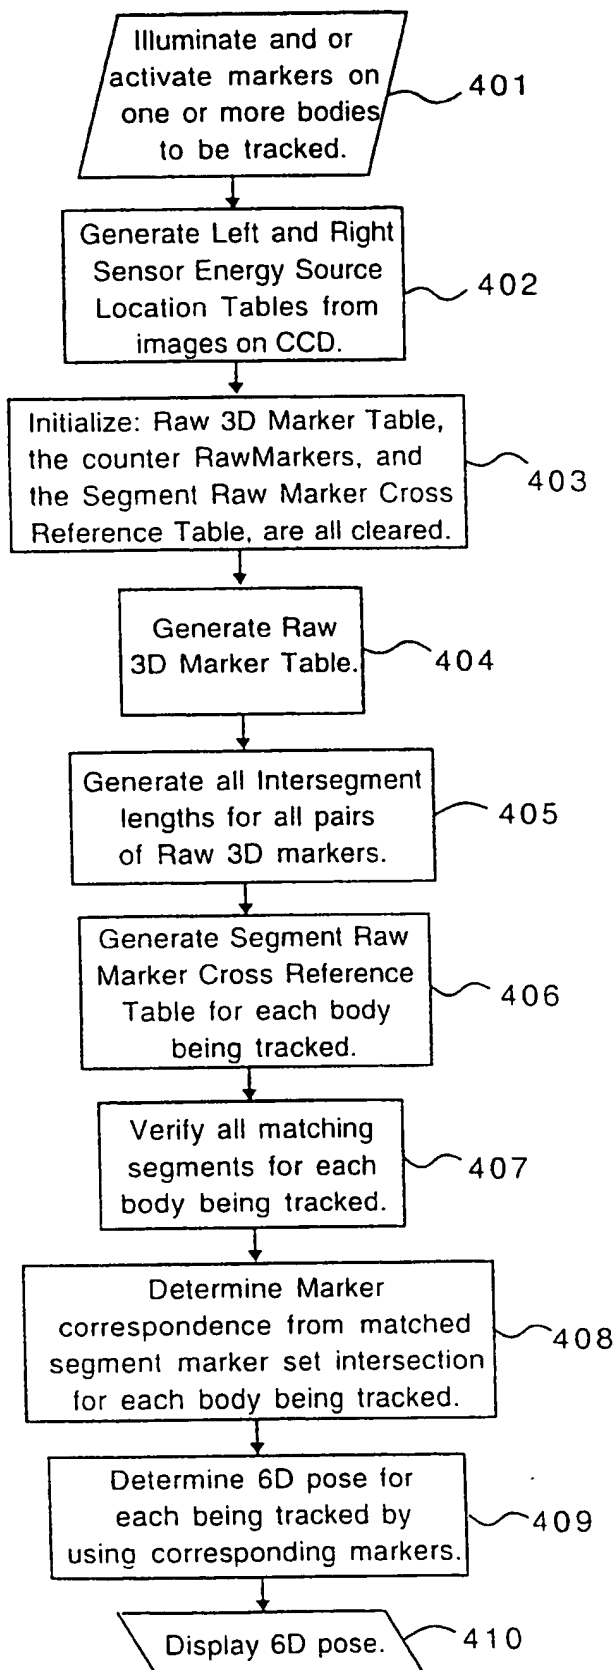 Illuminate and or
activate markers on
one or more bodies
to be tracked.
401
Generate Left and Right
Sensor Energy Source
Location Tables from
images on CCD.
402
Initialize: Raw 3D Marker Table,
the counter RawMarkers, and
the Segment Raw Marker Cross
Reference Table, are all cleared.
403
Generate Raw
3D Marker Table.
404
Generate all Intersegment
lengths for all pairs
of Raw 3D markers.
405
Generate Segment Raw
Marker Cross Reference
Table for each body
being tracked.
406
Verify all matching
segments for each
body being tracked.
407
Determine Marker
correspondence from matched
segment marker set intersection
for each body being tracked.
408
Determine 6D pose for
each being tracked by
using corresponding markers.
409
Display 6D pose.
410